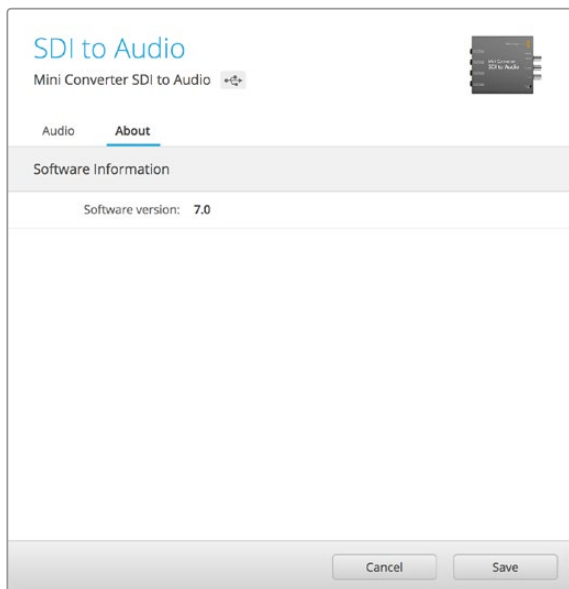 SDI to Audio
Mini Converter SDI to Audio
Audio About
Software Information
Software version: 7.0
Cancel Save